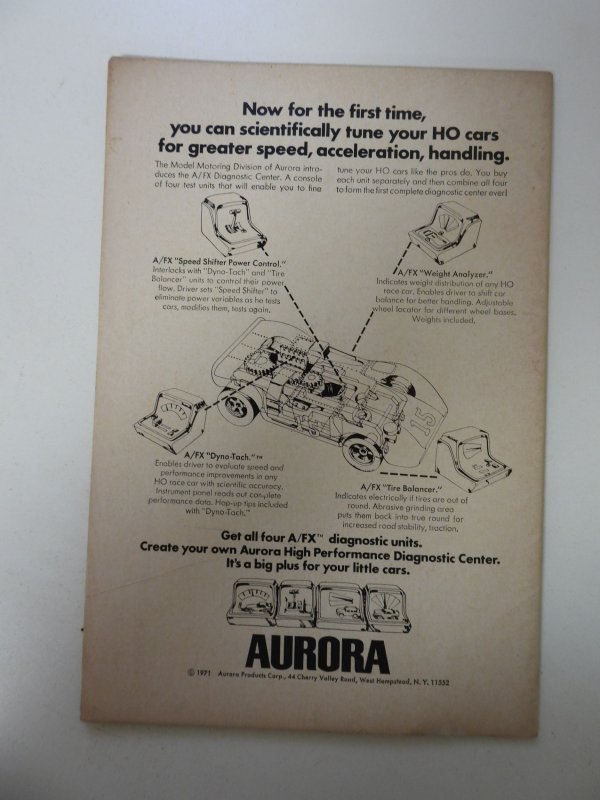 Now for the first time,
you can scientifically tune your HO cars
for greater speed, acceleration, handling.
The Model Motoring Division of Aurora intro-
duces the A/FX Diagnostic Center. A console
of four test units that will enable you to fine
tune your HO cars like the pros do. You buy
each unit separately and then combine all four
to form the first complete diagnostic center ever!
A/FX "Speed Shifter Power Control."
Interlocks with "Dyno-Tach" and "Tire
Balancer" units to control their power
flow. Driver sets "Speed Shifter" to
eliminate power variables as he tests
cars, modifies them, tests again.
A/FX "Weight Analyzer."
Indicates weight distribution of any HO
race car. Enables driver to shift car
balance for better handling. Adjustable
wheel locator for different wheel bases.
Weights included.
15
A/FX "Dyno-Tach."™
Enables driver to evaluate speed and
performance improvements in any
HO race car with scientific accuracy.
Instrument panel reads out complete
performance data. Hop-up tips included
with "Dyno-Tach."
A/FX "Tire Balancer."
Indicates electrically if tires are out of
round. Abrasive grinding area
puts them back into true round for
increased road stability, traction.
Get all four A/FX™ diagnostic units.
Create your own Aurora High Performance Diagnostic Center.
It's a big plus for your little cars.
AURORA
© 1971 Aurora Products Corp., 44 Cherry Valley Road, West Hempstead, N. Y. 11552